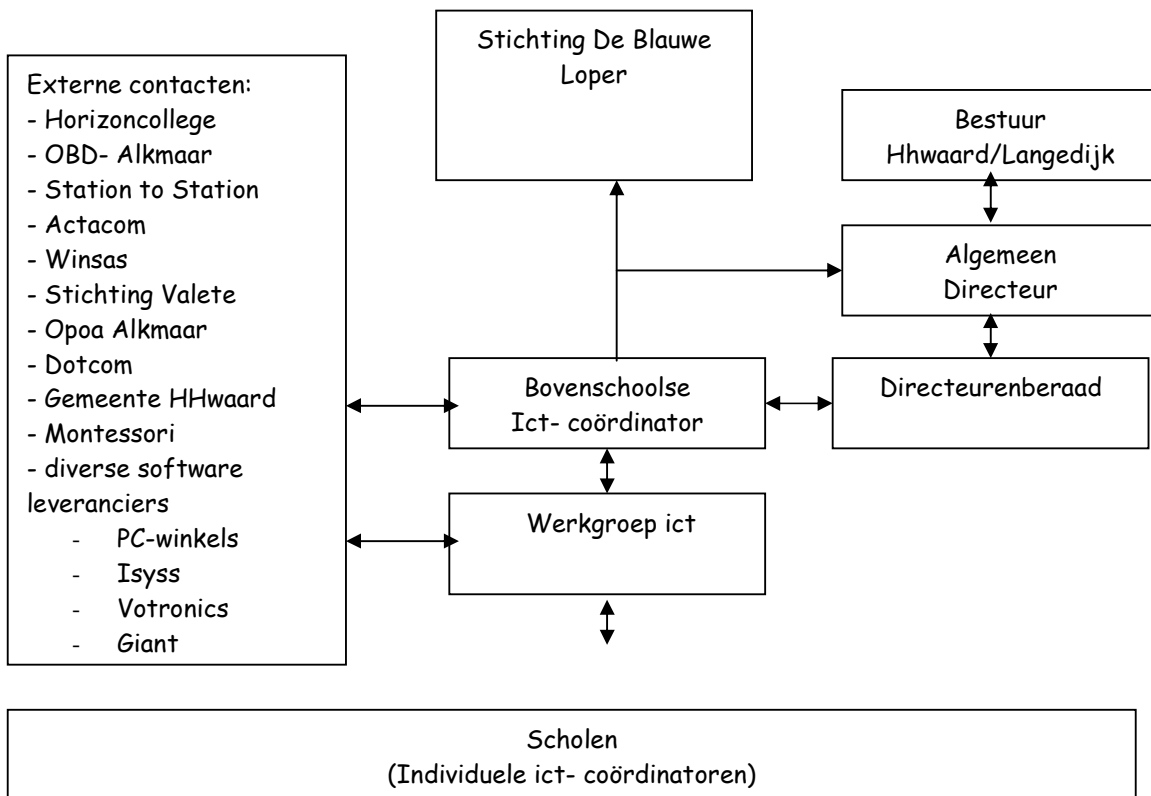 Stichting De Blauwe
Loper
Externe contacten:
- Horizoncollege
- OBD- Alkmaar
- Station to Station
- Actacom
- Winsas
- Stichting Valete
- Opoa Alkmaar
- Dotcom
- Gemeente HHwaard
- Montessori
- diverse software
leveranciers
- PC-winkels
- Isyss
- Votronics
- Giant
Bestuur
Hhwaard/Langedijk
Algemeen
Directeur
Bovenschoolse
Ict- coördinator
Directeurenberaad
Werkgroep ict
Scholen
(Individuele ict- coördinatoren)